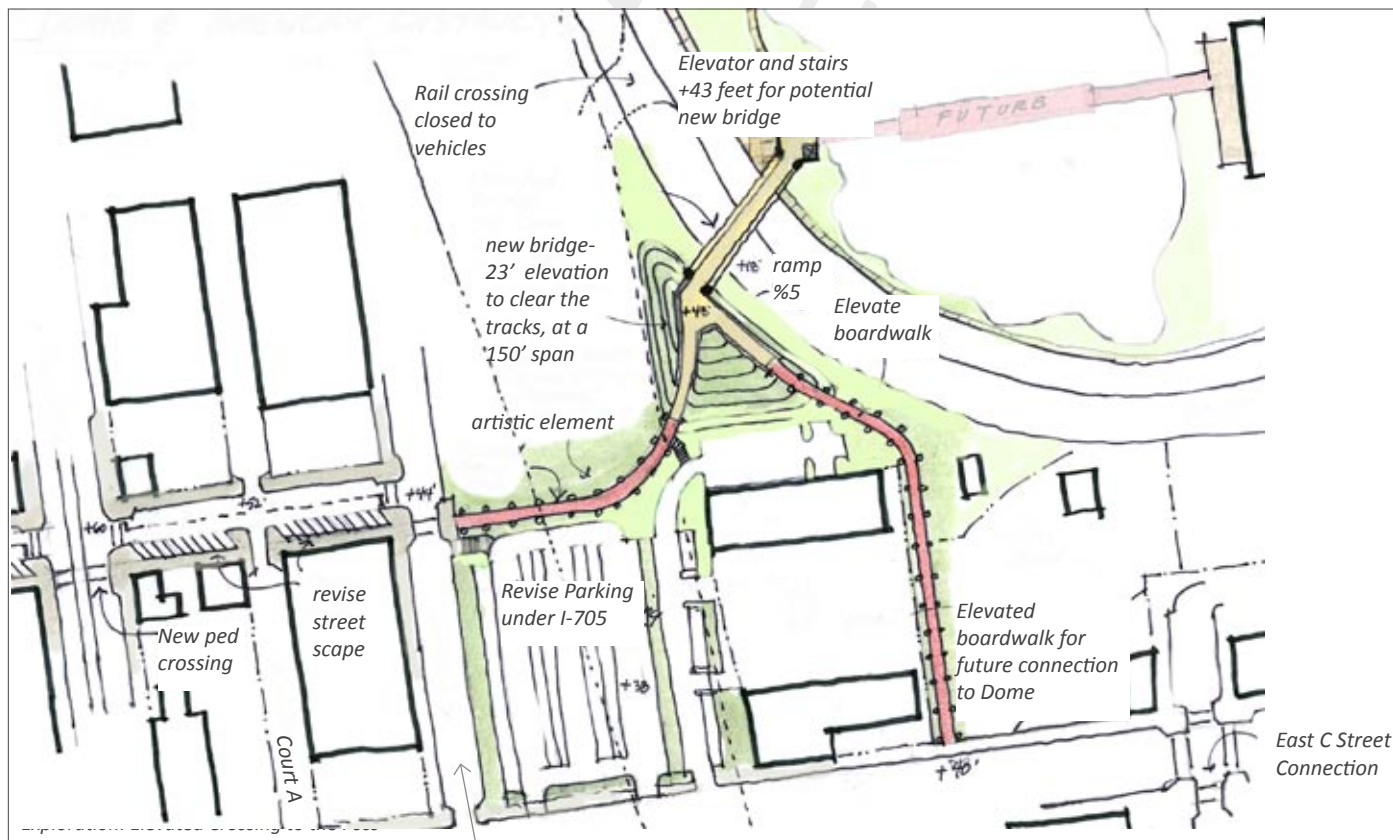 Elevator and stairs
+43 feet for potential
new bridge
FUTURE
Rail crossing
closed to
vehicles
new bridge-
23' elevation
to clear the
tracks, at a
150' span
+18'
ramp
%5
Elevate
boardwalk
artistic element
+44'
+52'
+60
revise
street
scape
New ped
crossing
Revise Parking
under I-705
+38
Elevated
boardwalk for
future connection
to Dome
Court A
East C Street
Connection